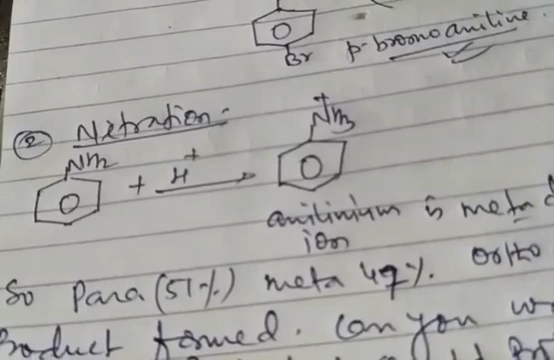 Br p-bromoaniline.
② Nitration:-
NH₂ + H⁺ → N⁺H₃
anilinium is meta d
ion
So Para (51%) meta 47%. ortho
Product formed. Can you w